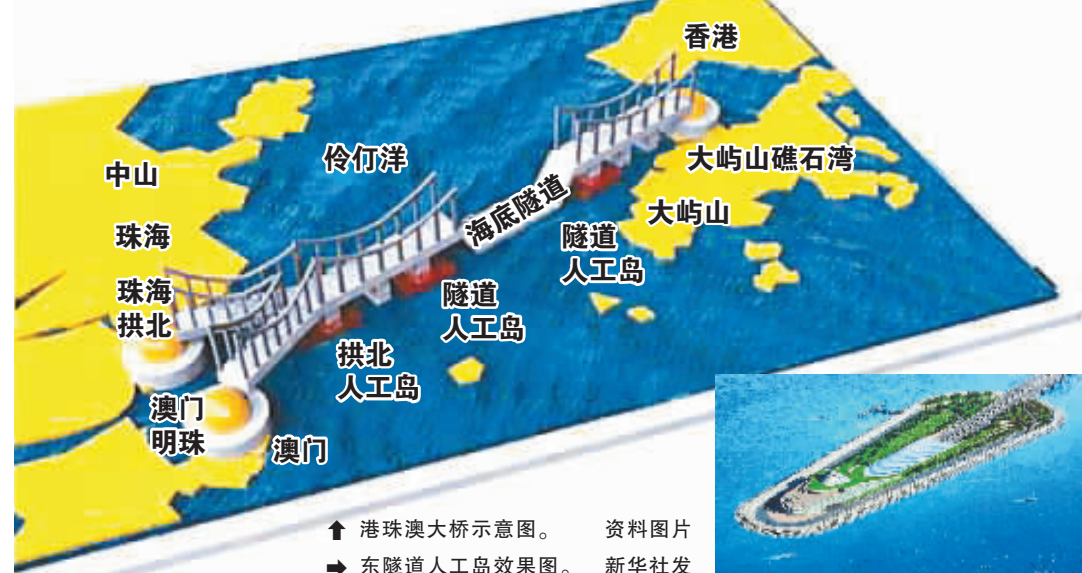 香港
中山
伶仃洋
大屿山礁石湾
珠海
海底隧道
大屿山
隧道
人工岛
珠海
拱北
隧道
人工岛
拱北
人工岛
澳门
明珠
澳门
⬆ 港珠澳大桥示意图。 资料图片
➡ 东隧道人工岛效果图。 新华社发